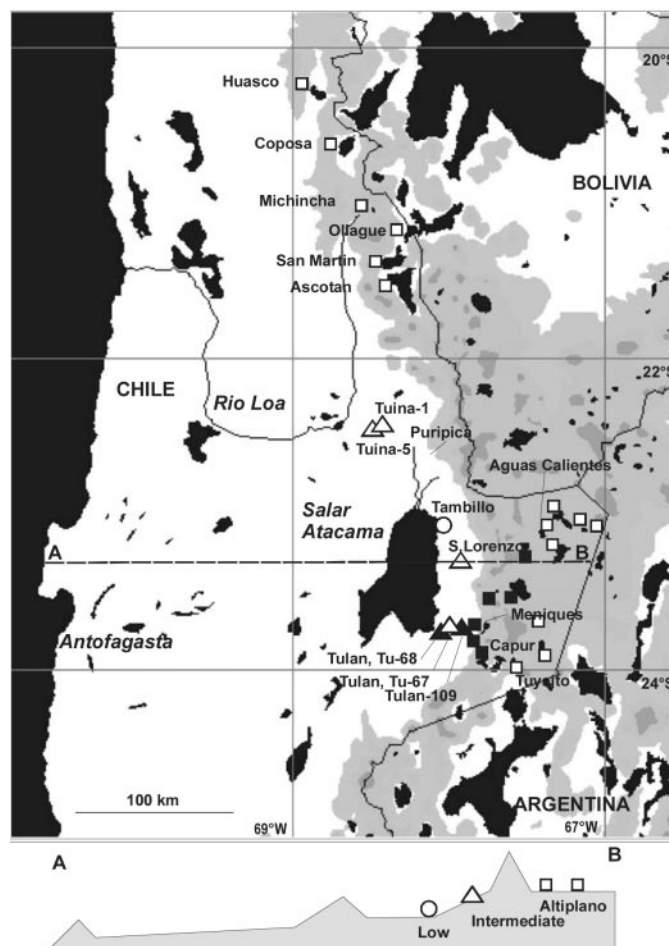 20°S
Huasco
Coposa
BOLIVIA
Michincha
Ollague
San Martin
Ascotan
22°S
CHILE
Rio Loa
Tuina-1
Puripica
Tuina-5
Aguas Calientes
Salar
Atacama
Tambillo
S.Lorenzo
A
B
Meniques
Antofagasta
Capur
Tulan, Tu-68
Tulan, Tu-67
Tuyaito
Tulan-109
24°S
100 km
ARGENTINA
69°W
67°W
A
B
Altiplano
Intermediate
Low